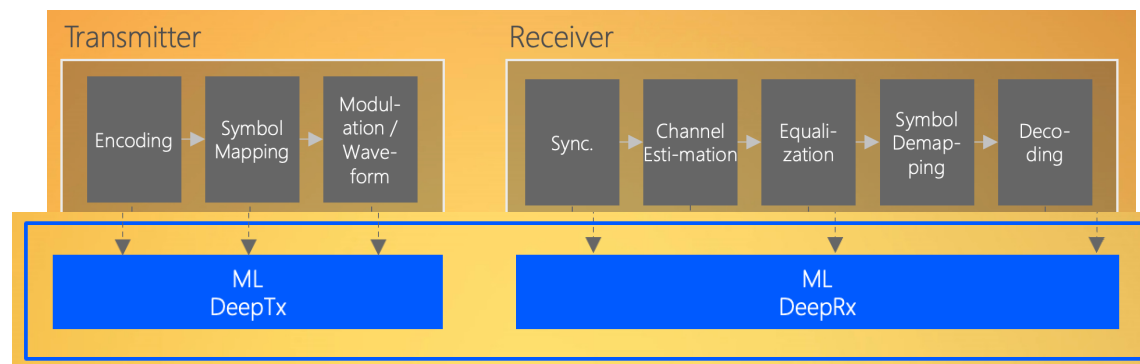 Transmitter
Receiver
Encoding
Symbol
Mapping
Modul-
ation /
Wave-
form
Sync.
Channel
Esti-mation
Equali-
zation
Symbol
Demap-
ping
Deco-
ding
ML
DeepTx
ML
DeepRx